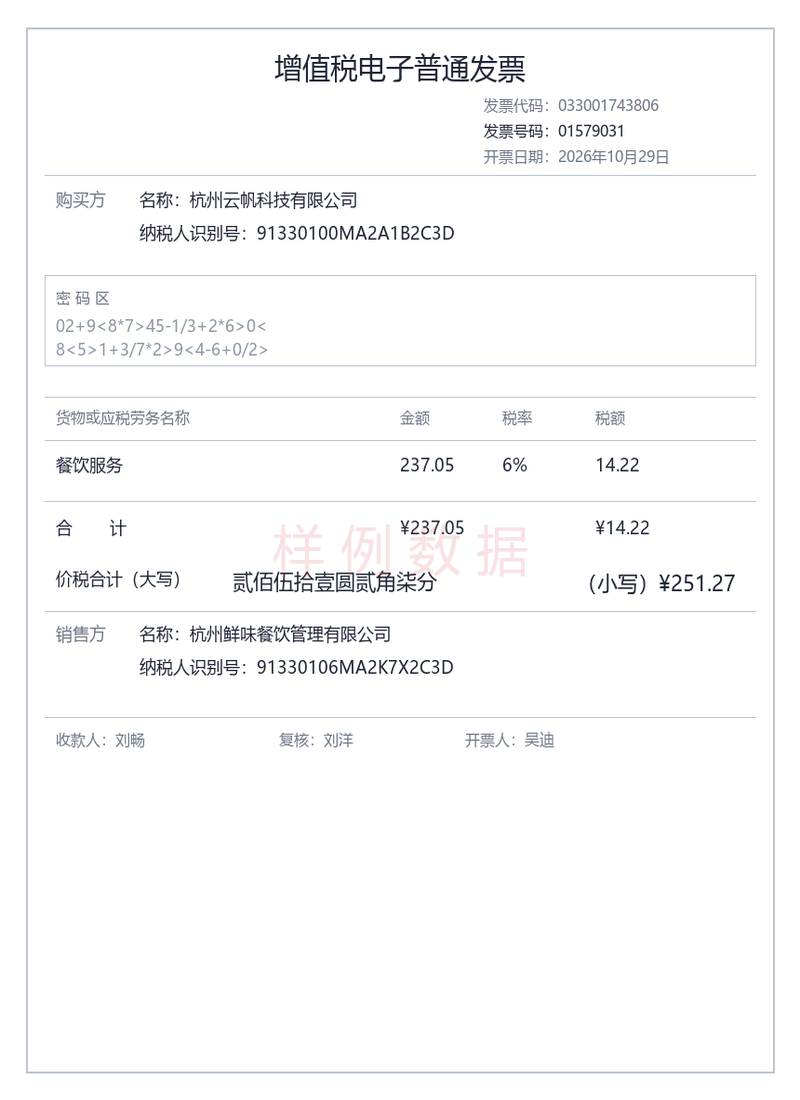 增值税电子普通发票
发票代码：033001743806
发票号码：01579031
开票日期：2026年10月29日
购买方 名称：杭州云帆科技有限公司
纳税人识别号：91330100MA2A1B2C3D
密 码 区
02+9<8*7>45-1/3+2*6>0<
8<5>1+3/7*2>9<4-6+0/2>
货物或应税劳务名称 金额 税率 税额
餐饮服务 237.05 6% 14.22
合 计 ¥237.05 ¥14.22
样例数据
价税合计（大写） 贰佰伍拾壹圆贰角柒分 （小写）¥251.27
销售方 名称：杭州鲜味餐饮管理有限公司
纳税人识别号：91330106MA2K7X2C3D
收款人：刘畅 复核：刘洋 开票人：吴迪